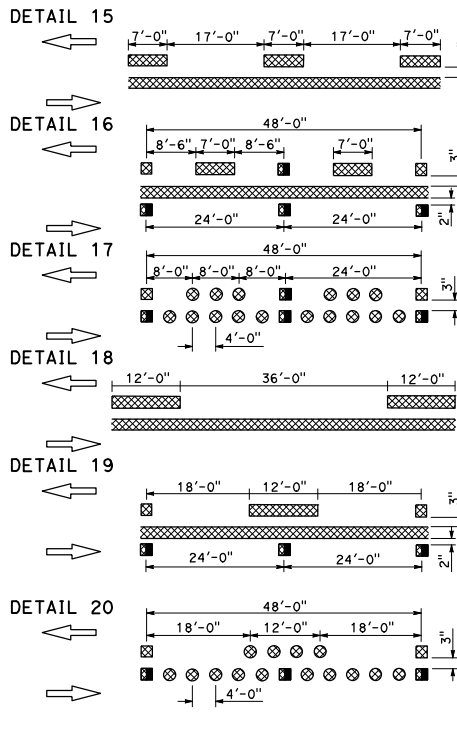 DETAIL 15
7'-0" 17'-0" 7'-0" 17'-0" 7'-0"
DETAIL 16
48'-0"
8'-6" 7'-0" 8'-6" 7'-0"
3"
24'-0" 24'-0"
2"
DETAIL 17
48'-0"
8'-0" 8'-0" 8'-0" 24'-0"
3"
4'-0"
DETAIL 18
12'-0" 36'-0" 12'-0"
DETAIL 19
18'-0" 12'-0" 18'-0"
3"
24'-0" 24'-0"
2"
DETAIL 20
48'-0"
18'-0" 12'-0" 18'-0"
3"
4'-0"